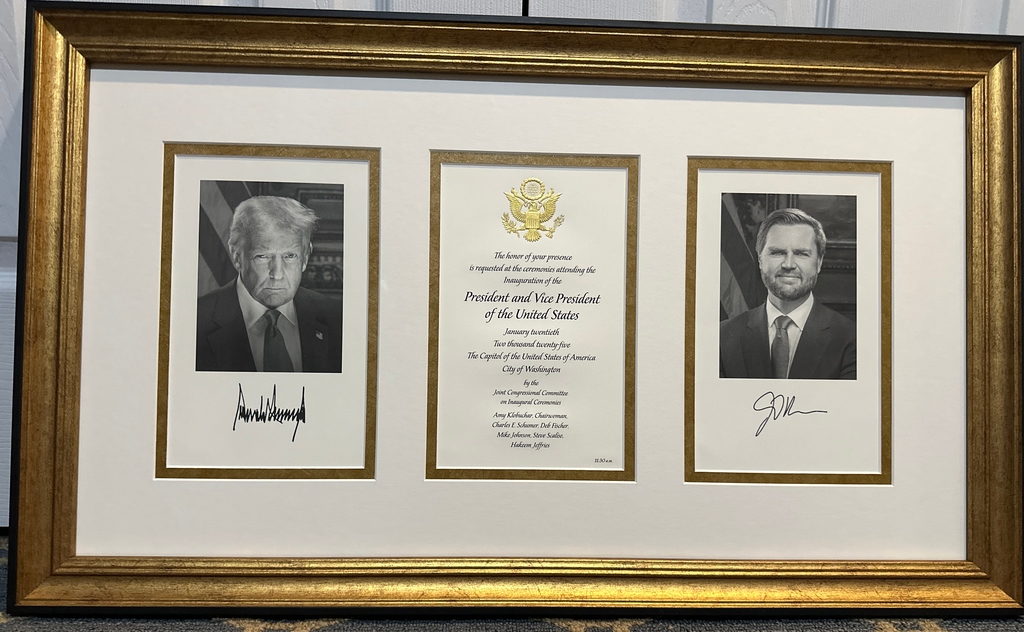 The honor of your presence
is requested at the ceremonies attending the
Inauguration of the
President and Vice President
of the United States
January twentieth
Two thousand twenty-five
The Capitol of the United States of America
City of Washington
by the
Joint Congressional Committee
on Inaugural Ceremonies
Amy Klobuchar, Chairwoman,
Charles E. Schumer, Deb Fischer,
Mike Johnson, Steve Scalise,
Hakeem Jeffries
11:30 a.m.